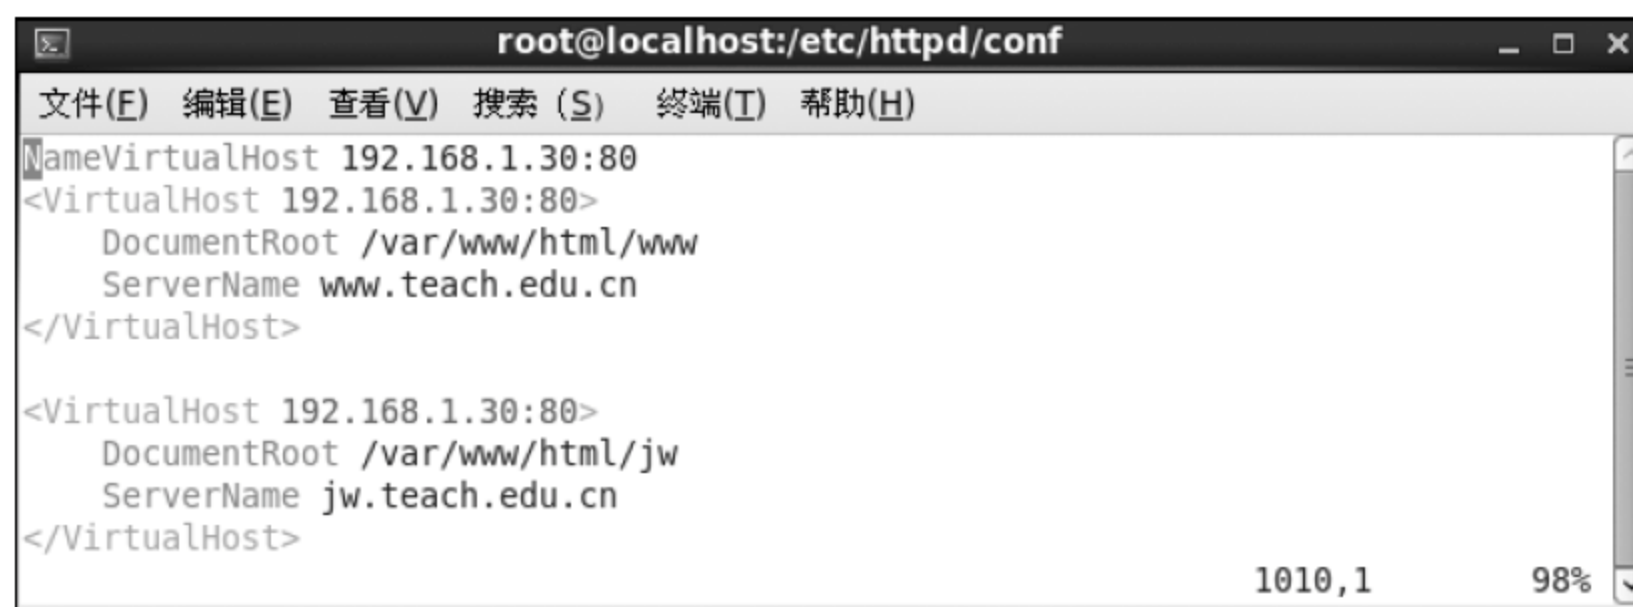 root@localhost:/etc/httpd/conf
文件(F) 编辑(E) 查看(V) 搜索 (S) 终端(T) 帮助(H)
NameVirtualHost 192.168.1.30:80
<VirtualHost 192.168.1.30:80>
    DocumentRoot /var/www/html/www
    ServerName www.teach.edu.cn
</VirtualHost>

<VirtualHost 192.168.1.30:80>
    DocumentRoot /var/www/html/jw
    ServerName jw.teach.edu.cn
</VirtualHost>
1010,1 98%